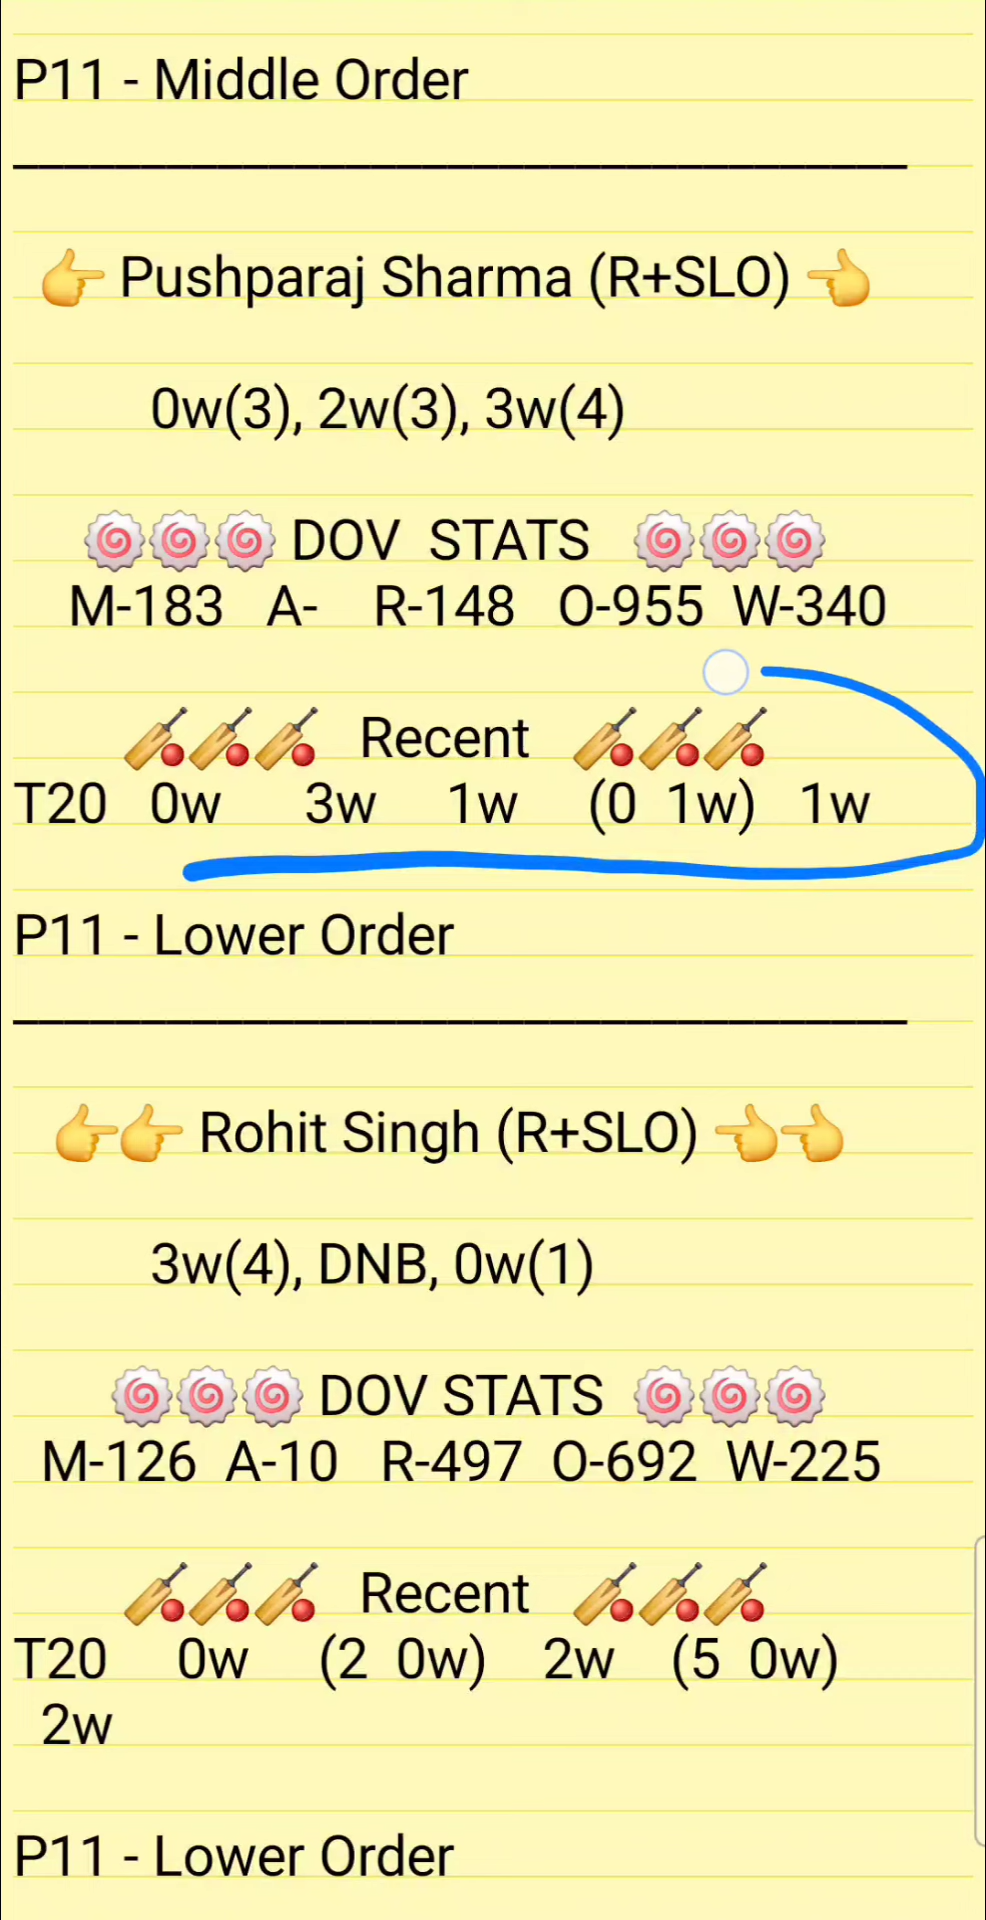 P11 - Middle Order
👉 Pushparaj Sharma (R+SLO) 👈
0w(3), 2w(3), 3w(4)
🍥🍥🍥 DOV STATS 🍥🍥🍥
M-183 A- R-148 O-955 W-340
🏏🏏🏏 Recent 🏏🏏🏏
T20 0w 3w 1w (0 1w) 1w
P11 - Lower Order
👉👉 Rohit Singh (R+SLO) 👈👈
3w(4), DNB, 0w(1)
🍥🍥🍥 DOV STATS 🍥🍥🍥
M-126 A-10 R-497 O-692 W-225
🏏🏏🏏 Recent 🏏🏏🏏
T20 0w (2 0w) 2w (5 0w)
2w
P11 - Lower Order